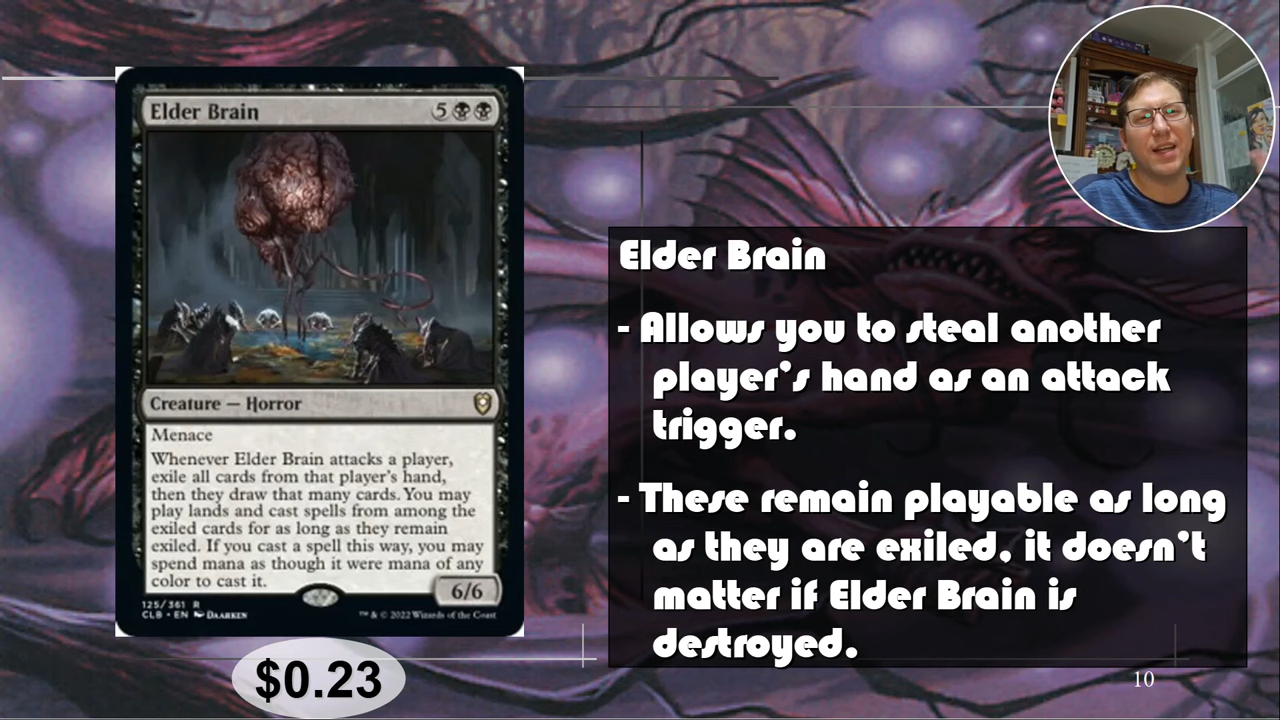 Elder Brain 5
Creature — Horror
Menace
Whenever Elder Brain attacks a player,
exile all cards from that player's hand,
then they draw that many cards. You may
play lands and cast spells from among the
exiled cards for as long as they remain
exiled. If you cast a spell this way, you may
spend mana as though it were mana of any
color to cast it.
6/6
125/361 R
CLB • EN DAARKEN
™ & © 2022 Wizards of the Coast
$0.23
Elder Brain
- Allows you to steal another
player's hand as an attack
trigger.
- These remain playable as long
as they are exiled, it doesn't
matter if Elder Brain is
destroyed.
10